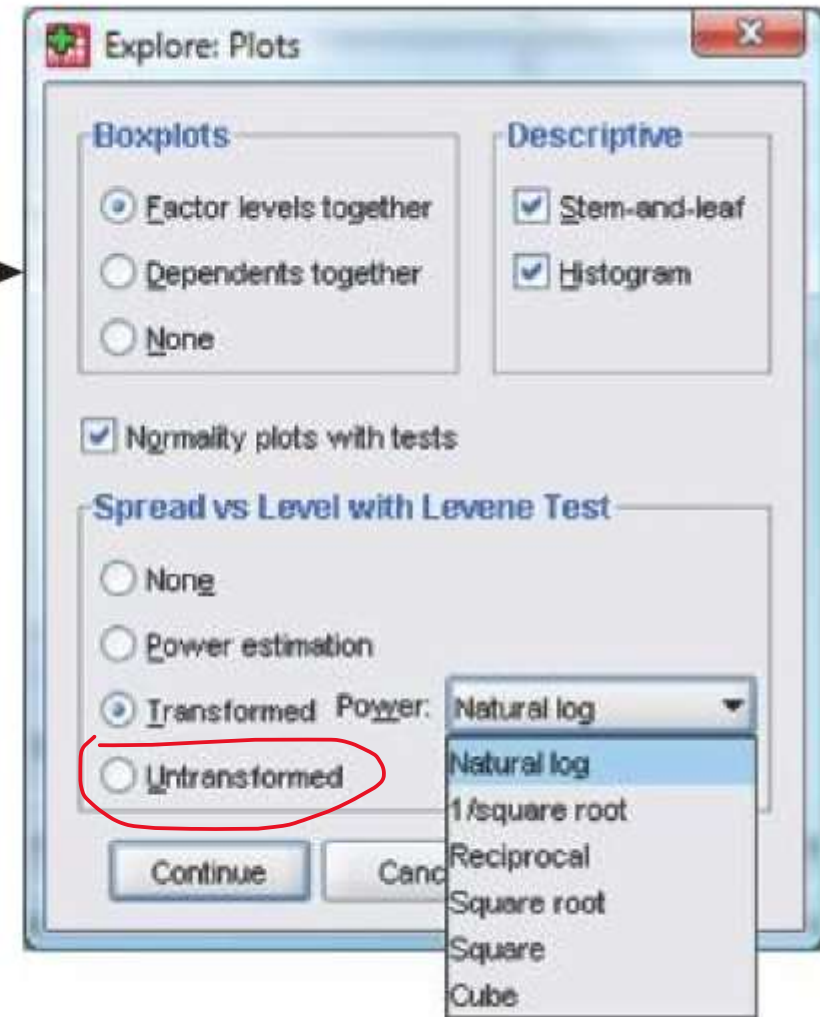 Explore: Plots
Boxplots
Factor levels together
Dependents together
None
Descriptive
Stem-and-leaf
Histogram
Normality plots with tests
Spread vs Level with Levene Test
None
Power estimation
Transformed Power: Natural log
Untransformed
Natural log
1/square root
Reciprocal
Square root
Square
Cube
Continue
Canc